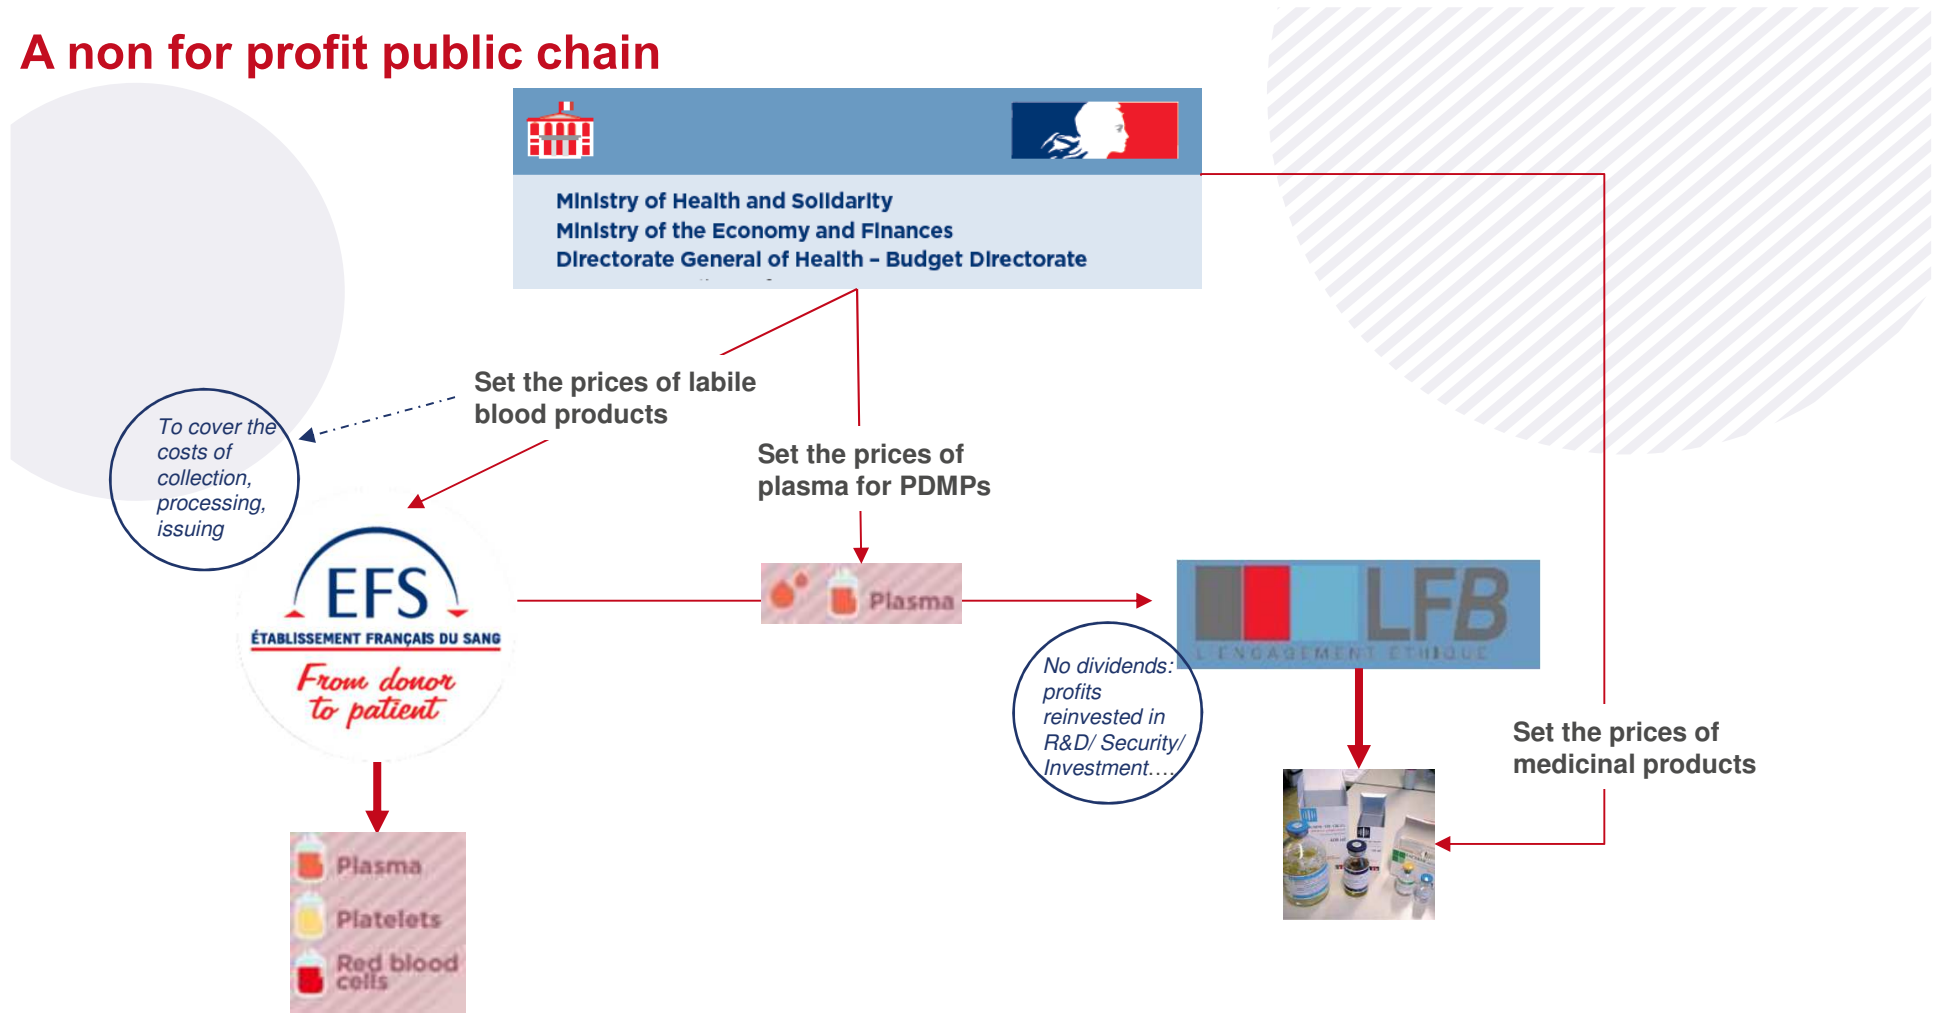 A non for profit public chain
Ministry of Health and Solidarity
Ministry of the Economy and Finances
Directorate General of Health – Budget Directorate
Set the prices of labile
blood products
To cover the
costs of
collection,
processing,
issuing
Set the prices of
plasma for PDMPs
EFS
ÉTABLISSEMENT FRANÇAIS DU SANG
From donor
to patient
Plasma
LFB
L'ENGAGEMENT ÉTHIQUE
No dividends:
profits
reinvested in
R&D/ Security/
Investment….
Set the prices of
medicinal products
Plasma
Platelets
Red blood
cells